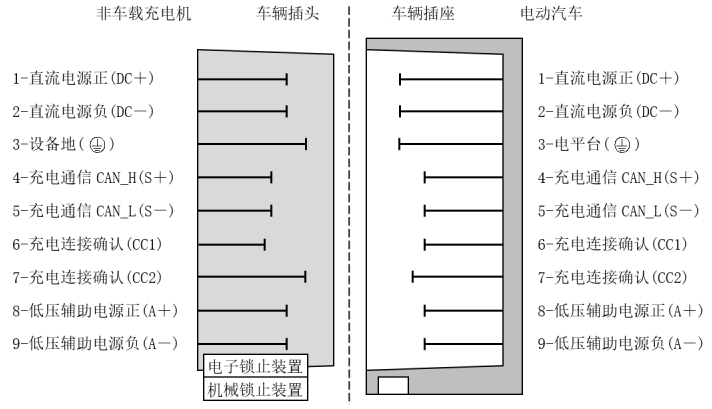 非车载充电机 车辆插头 车辆插座 电动汽车
1-直流电源正(DC+) 1-直流电源正(DC+)
2-直流电源负(DC-) 2-直流电源负(DC-)
3-设备地(⏚) 3-电平台(⏚)
4-充电通信 CAN_H(S+) 4-充电通信 CAN_H(S+)
5-充电通信 CAN_L(S-) 5-充电通信 CAN_L(S-)
6-充电连接确认(CC1) 6-充电连接确认(CC1)
7-充电连接确认(CC2) 7-充电连接确认(CC2)
8-低压辅助电源正(A+) 8-低压辅助电源正(A+)
9-低压辅助电源负(A-) 9-低压辅助电源负(A-)
电子锁止装置
机械锁止装置